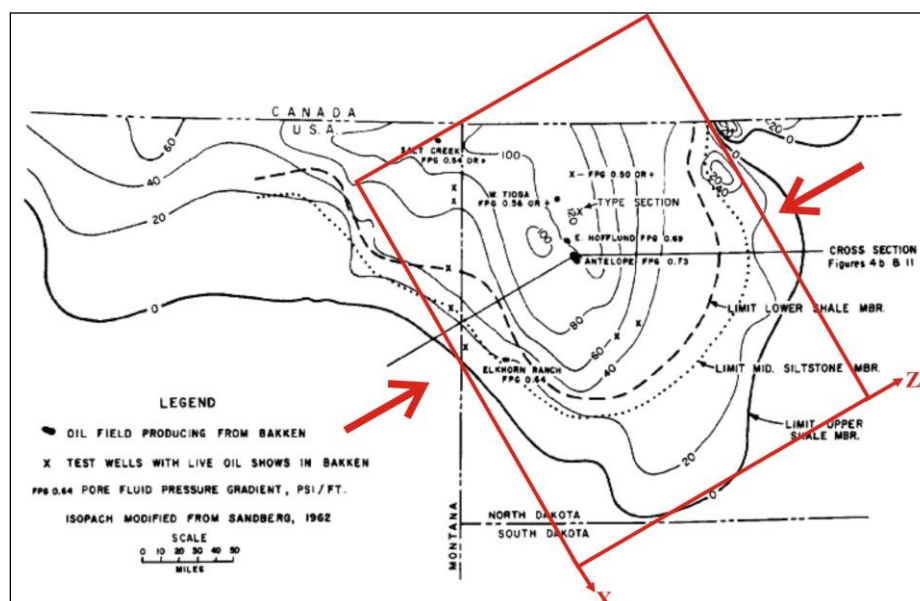 CANADA
U.S.A.
60
40
20
0
SALT CREEK
FPG 0.54 OR +
100
X - FPG 0.50 OR +
W. TIOGA
FPG 0.56 OR +
TYPE SECTION
120
100
E. HOFFLUND FPG 0.69
ANTELOPE FPG 0.73
20
0
20
CROSS SECTION
Figures 4b & 11
80
60
40
LIMIT LOWER SHALE MBR.
ELKHORN RANCH
FPG 0.64
LIMIT MID. SILTSTONE MBR.
Z
LIMIT UPPER
SHALE MBR.
20
0
LEGEND
OIL FIELD PRODUCING FROM BAKKEN
X TEST WELLS WITH LIVE OIL SHOWS IN BAKKEN
FPG 0.64 PORE FLUID PRESSURE GRADIENT, PSI/FT.
ISOPACH MODIFIED FROM SANDBERG, 1962
SCALE
0 10 20 30 40 50
MILES
MONTANA
NORTH DAKOTA
SOUTH DAKOTA
X